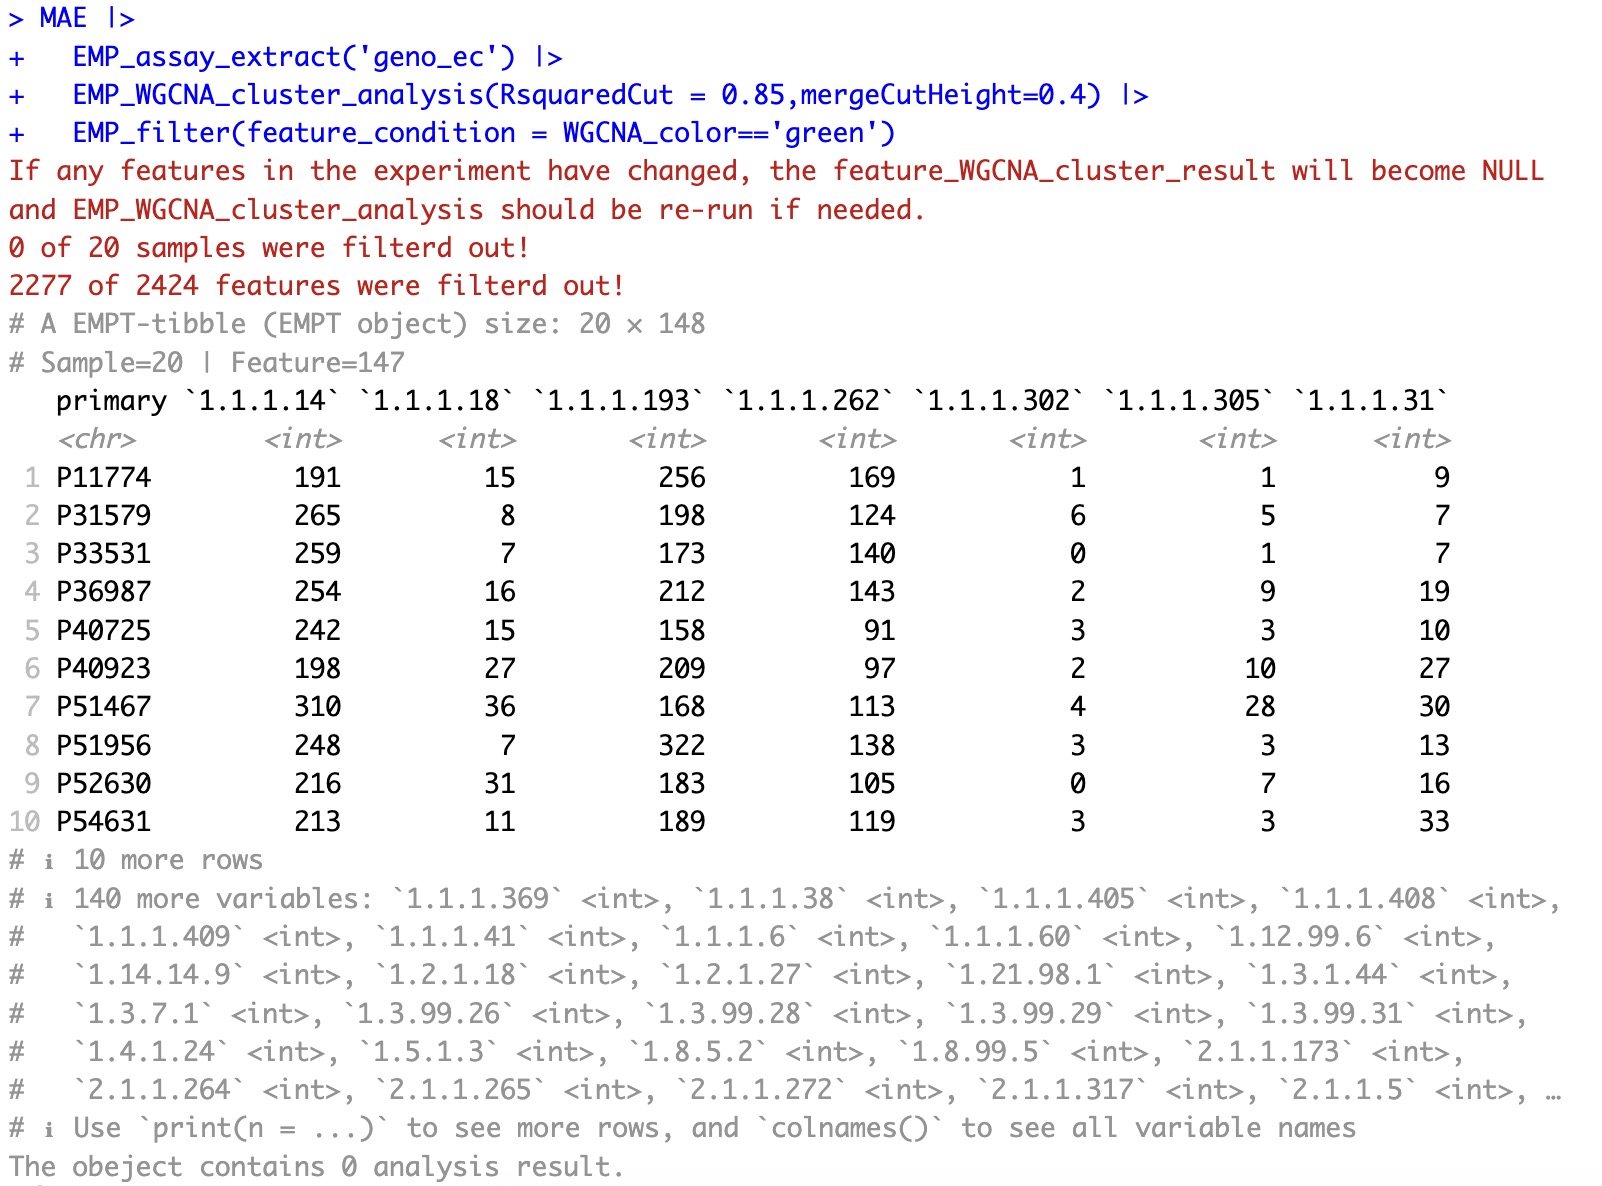 > MAE |>
+   EMP_assay_extract('geno_ec') |>
+   EMP_WGCNA_cluster_analysis(RsquaredCut = 0.85,mergeCutHeight=0.4) |>
+   EMP_filter(feature_condition = WGCNA_color=='green')
If any features in the experiment have changed, the feature_WGCNA_cluster_result will become NULL
and EMP_WGCNA_cluster_analysis should be re-run if needed.
0 of 20 samples were filterd out!
2277 of 2424 features were filterd out!
# A EMPT-tibble (EMPT object) size: 20 × 148
# Sample=20 | Feature=147
   primary `1.1.1.14` `1.1.1.18` `1.1.1.193` `1.1.1.262` `1.1.1.302` `1.1.1.305` `1.1.1.31`
   <chr>        <int>      <int>       <int>       <int>       <int>       <int>      <int>
 1 P11774         191         15         256         169           1           1          9
 2 P31579         265          8         198         124           6           5          7
 3 P33531         259          7         173         140           0           1          7
 4 P36987         254         16         212         143           2           9         19
 5 P40725         242         15         158          91           3           3         10
 6 P40923         198         27         209          97           2          10         27
 7 P51467         310         36         168         113           4          28         30
 8 P51956         248          7         322         138           3           3         13
 9 P52630         216         31         183         105           0           7         16
10 P54631         213         11         189         119           3           3         33
# ℹ 10 more rows
# ℹ 140 more variables: `1.1.1.369` <int>, `1.1.1.38` <int>, `1.1.1.405` <int>, `1.1.1.408` <int>,
#   `1.1.1.409` <int>, `1.1.1.41` <int>, `1.1.1.6` <int>, `1.1.1.60` <int>, `1.12.99.6` <int>,
#   `1.14.14.9` <int>, `1.2.1.18` <int>, `1.2.1.27` <int>, `1.21.98.1` <int>, `1.3.1.44` <int>,
#   `1.3.7.1` <int>, `1.3.99.26` <int>, `1.3.99.28` <int>, `1.3.99.29` <int>, `1.3.99.31` <int>,
#   `1.4.1.24` <int>, `1.5.1.3` <int>, `1.8.5.2` <int>, `1.8.99.5` <int>, `2.1.1.173` <int>,
#   `2.1.1.264` <int>, `2.1.1.265` <int>, `2.1.1.272` <int>, `2.1.1.317` <int>, `2.1.1.5` <int>, …
# ℹ Use `print(n = ...)` to see more rows, and `colnames()` to see all variable names
The obeject contains 0 analysis result.